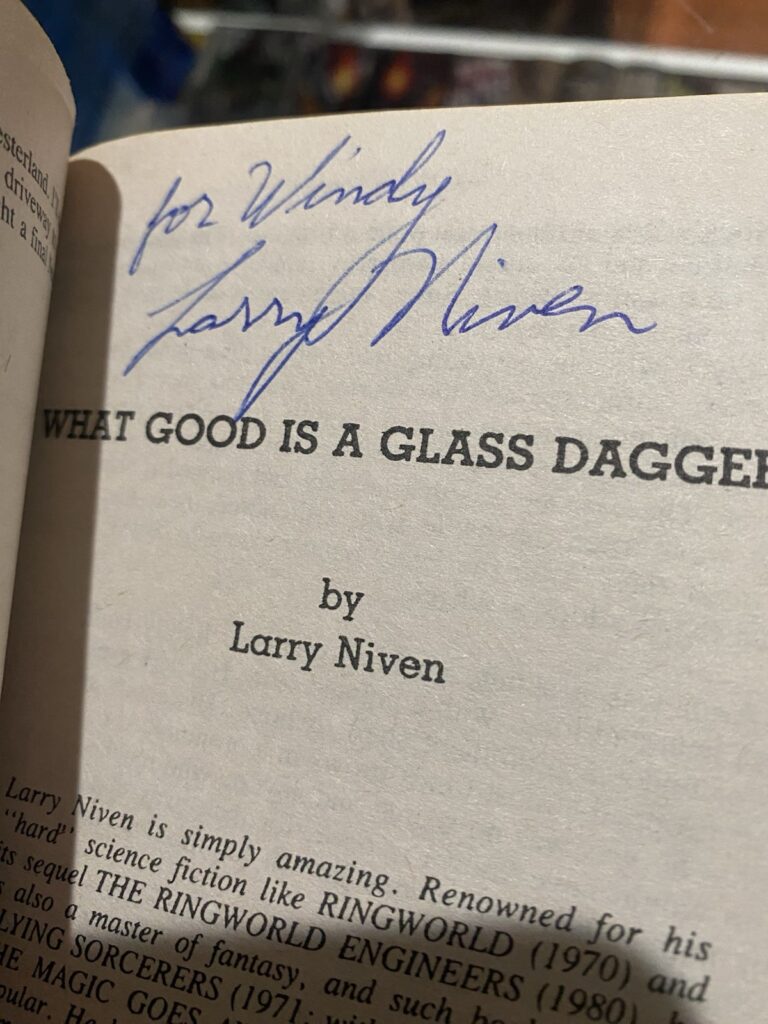 esterland. I'
driveway
ht a final
for Windy
Larry Niven
WHAT GOOD IS A GLASS DAGGER
by
Larry Niven
Larry Niven is simply amazing. Renowned for his
"hard" science fiction like RINGWORLD (1970) and
its sequel THE RINGWORLD ENGINEERS (1980),
s also a master of fantasy, and such
LYING SORCERERS (1971;
HE MAGIC GOES
pular. He